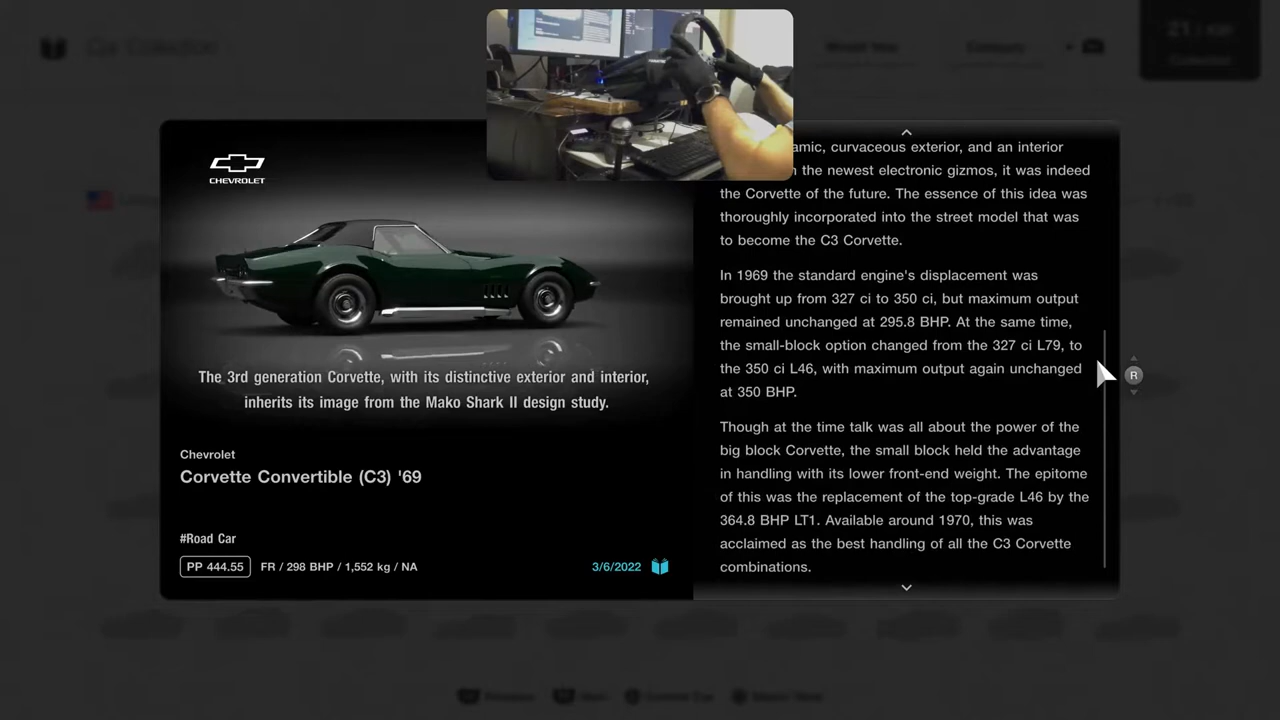 CHEVROLET
The 3rd generation Corvette, with its distinctive exterior and interior,
inherits its image from the Mako Shark II design study.
Chevrolet
Corvette Convertible (C3) '69
#Road Car
PP 444.55
FR / 298 BHP / 1,552 kg / NA
3/6/2022
curvaceous exterior, and an interior
the newest electronic gizmos, it was indeed
the Corvette of the future. The essence of this idea was
thoroughly incorporated into the street model that was
to become the C3 Corvette.
In 1969 the standard engine's displacement was
brought up from 327 ci to 350 ci, but maximum output
remained unchanged at 295.8 BHP. At the same time,
the small-block option changed from the 327 ci L79, to
the 350 ci L46, with maximum output again unchanged
at 350 BHP.
Though at the time talk was all about the power of the
big block Corvette, the small block held the advantage
in handling with its lower front-end weight. The epitome
of this was the replacement of the top-grade L46 by the
364.8 BHP LT1. Available around 1970, this was
acclaimed as the best handling of all the C3 Corvette
combinations.
R